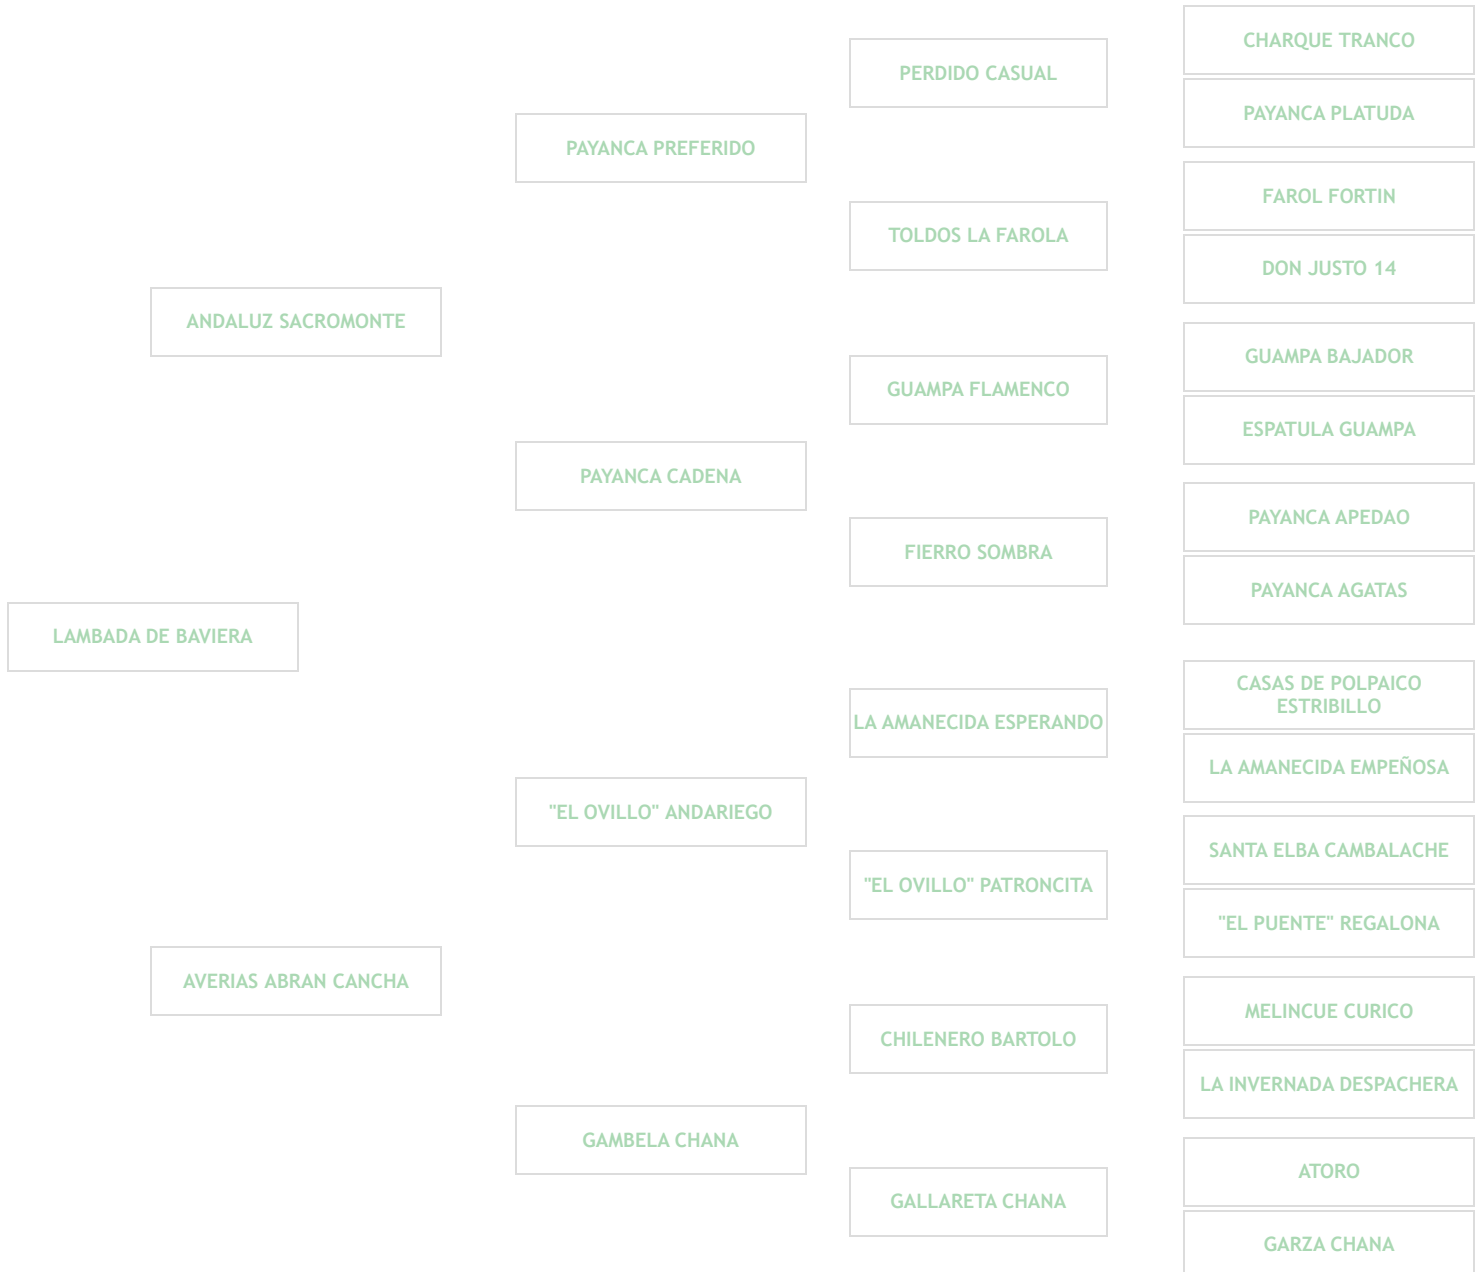 CHARQUE TRANCO
PERDIDO CASUAL
PAYANCA PLATUDA
PAYANCA PREFERIDO
FAROL FORTIN
TOLDOS LA FAROLA
DON JUSTO 14
ANDALUZ SACROMONTE
GUAMPA BAJADOR
GUAMPA FLAMENCO
ESPATULA GUAMPA
PAYANCA CADENA
PAYANCA APEDAO
FIERRO SOMBRA
PAYANCA AGATAS
LAMBADA DE BAVIERA
CASAS DE POLPAICO
ESTRIBILLO
LA AMANECIDA ESPERANDO
LA AMANECIDA EMPEÑOSA
"EL OVILLO" ANDARIEGO
SANTA ELBA CAMBALACHE
"EL OVILLO" PATRONCITA
"EL PUENTE" REGALONA
AVERIAS ABRAN CANCHA
MELINCUE CURICO
CHILENERO BARTOLO
LA INVERNADA DESPACHERA
GAMBELA CHANA
ATORO
GALLARETA CHANA
GARZA CHANA